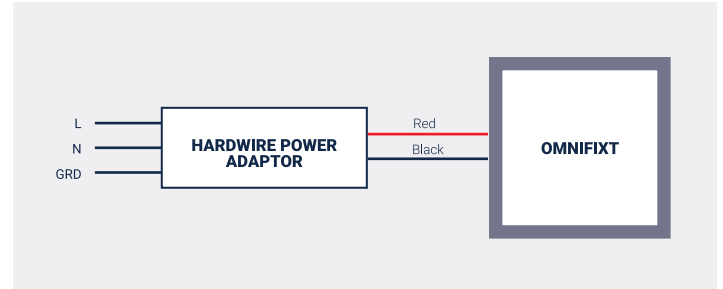 L
N
GRD
HARDWIRE POWER
ADAPTOR
Red
Black
OMNIFIXT